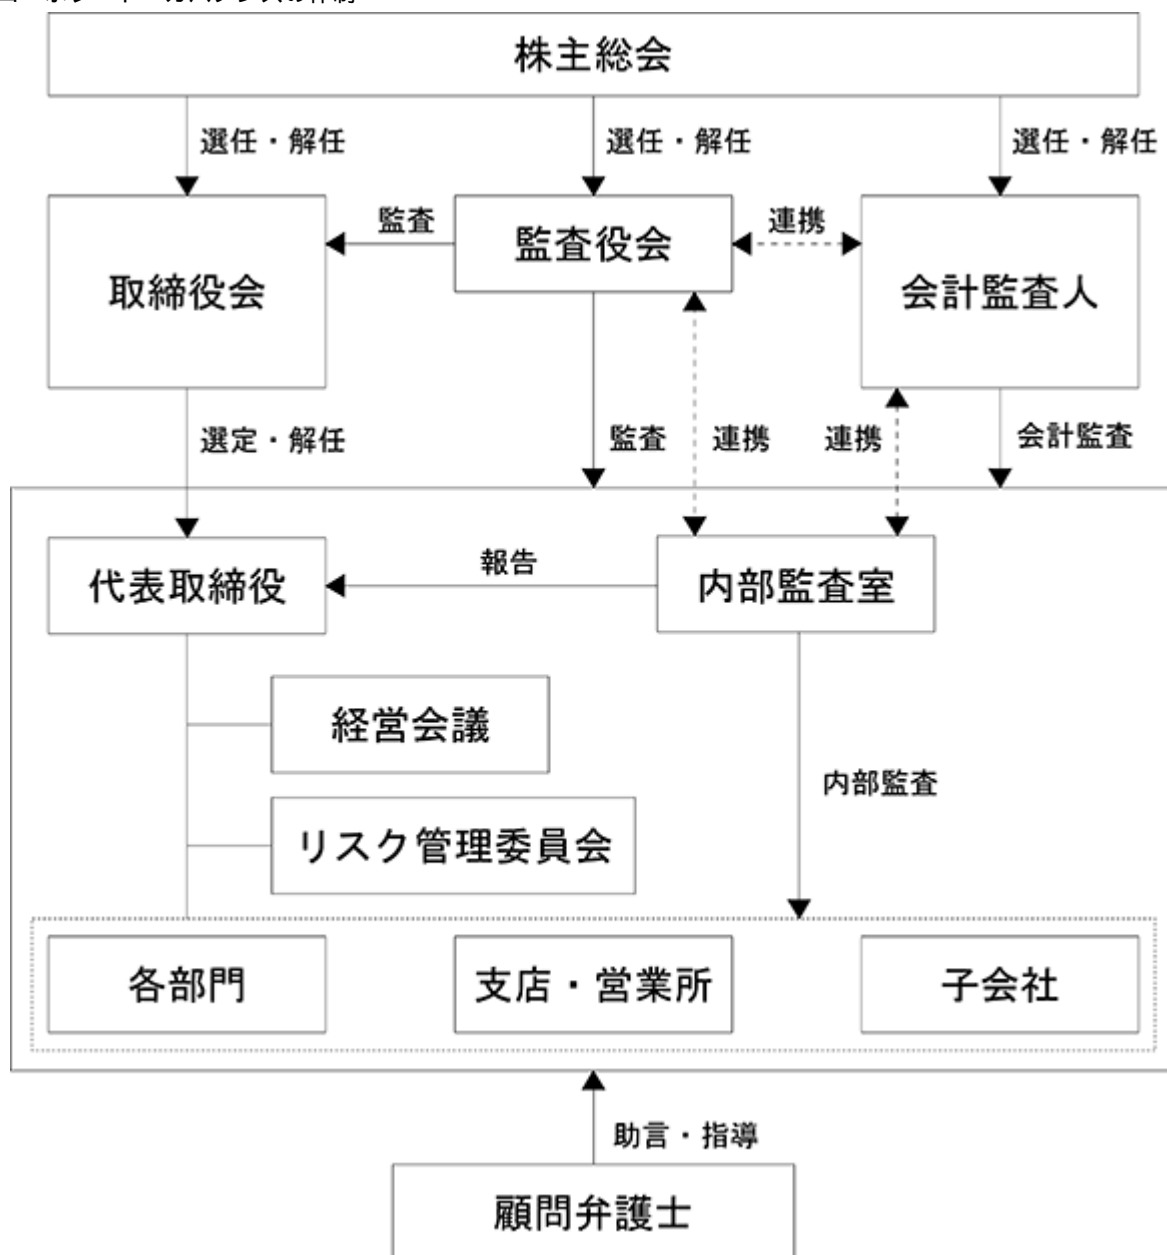 株主総会
選任・解任
選任・解任
選任・解任
取締役会
監査
監査役会
連携
会計監査人
選定・解任
監査
連携
連携
会計監査
代表取締役
報告
内部監査室
経営会議
内部監査
リスク管理委員会
各部門
支店・営業所
子会社
助言・指導
顧問弁護士